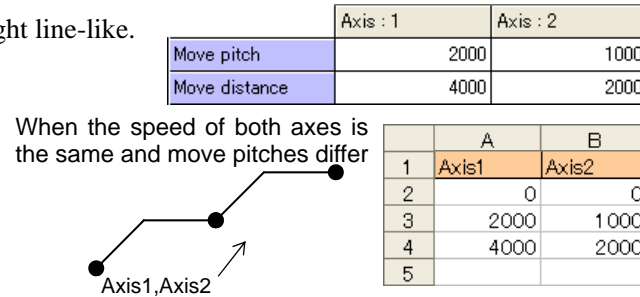 ght line-like.
Axis : 1 Axis : 2
Move pitch 2000 1000
Move distance 4000 2000
When the speed of both axes is
the same and move pitches differ
A B
1 Axis1 Axis2
2 0 0
3 2000 1000
4 4000 2000
5
Axis1,Axis2